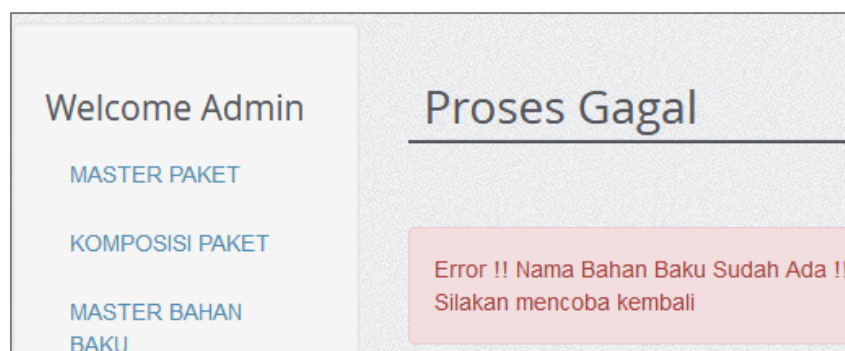 Welcome Admin
MASTER PAKET
KOMPOSISI PAKET
MASTER BAHAN
BAKU
Proses Gagal
Error !! Nama Bahan Baku Sudah Ada !!
Silakan mencoba kembali